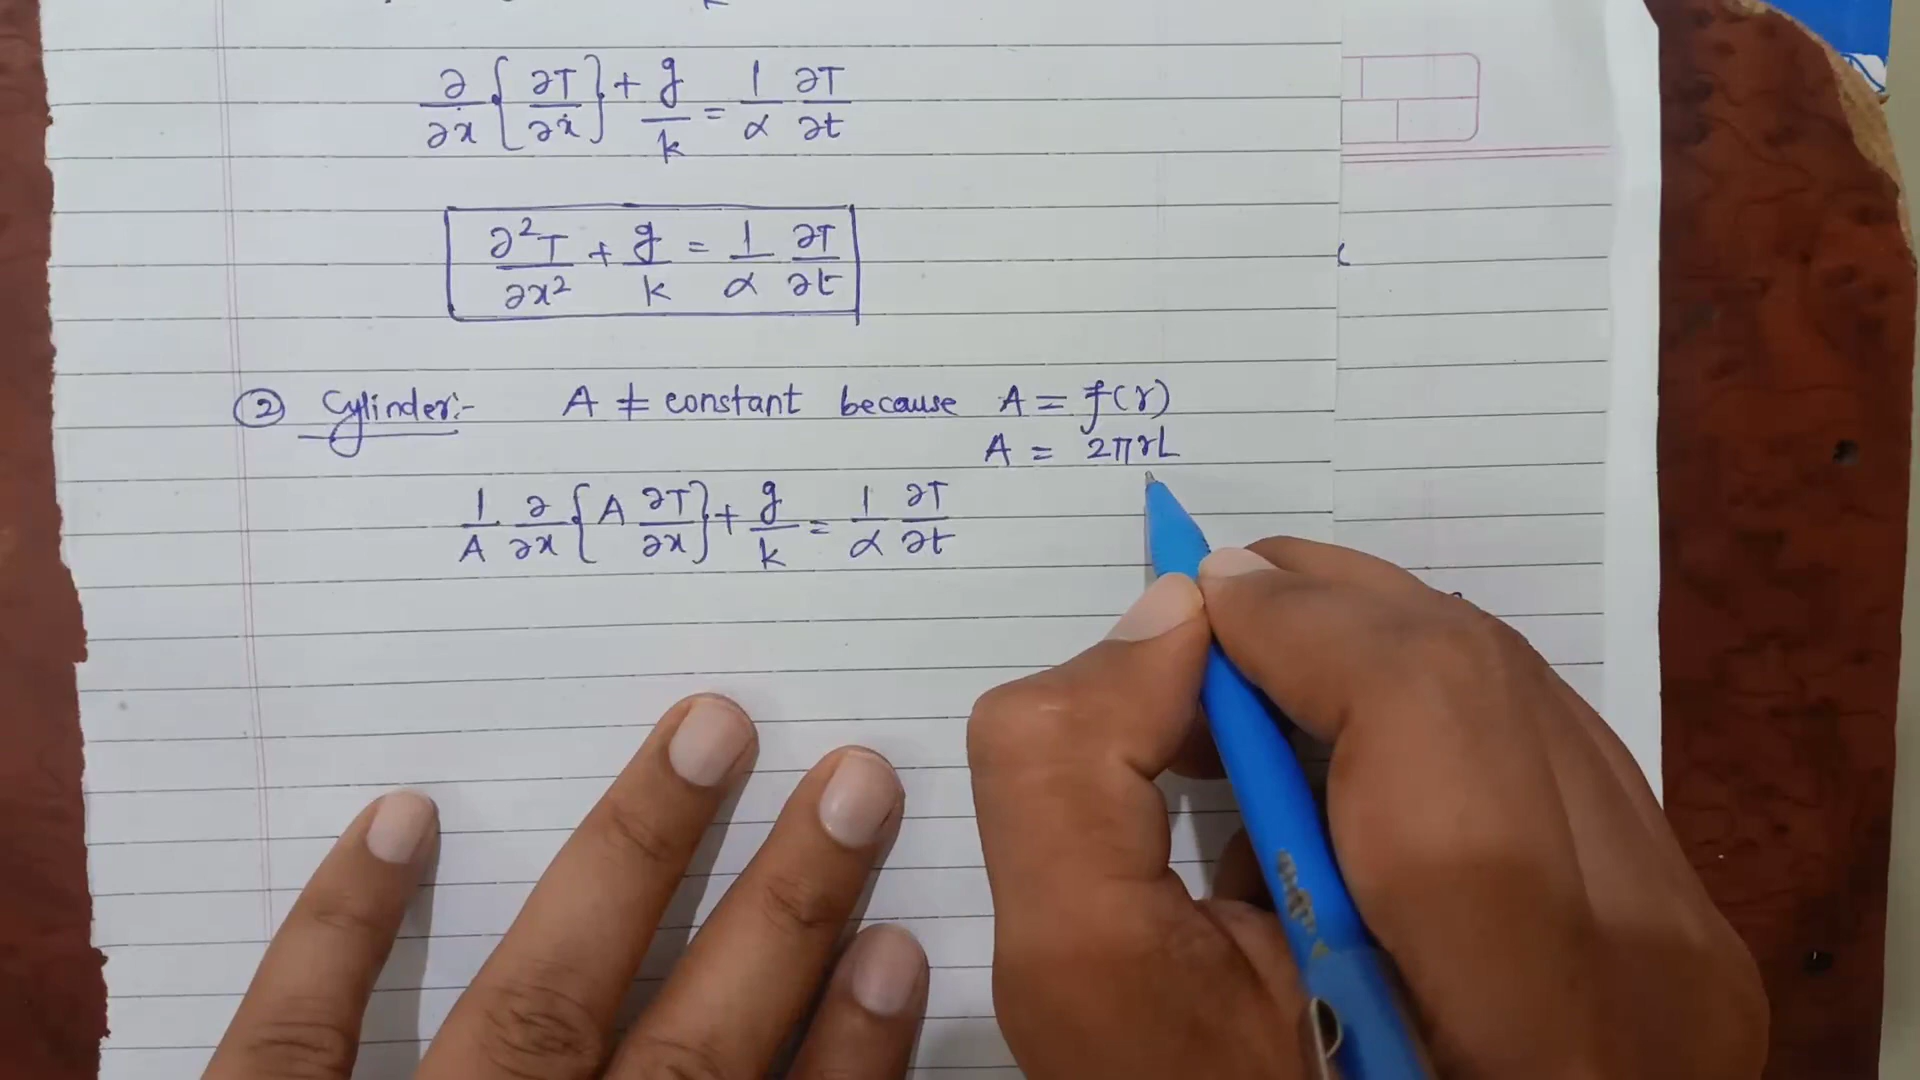 ∂/∂x {∂T/∂x} + g/k = 1/α ∂T/∂t
∂²T/∂x² + g/k = 1/α ∂T/∂t
② Cylinder:- A ≠ constant because A = f(r)
A = 2πrL
1/A ∂/∂x {A ∂T/∂x} + g/k = 1/α ∂T/∂t